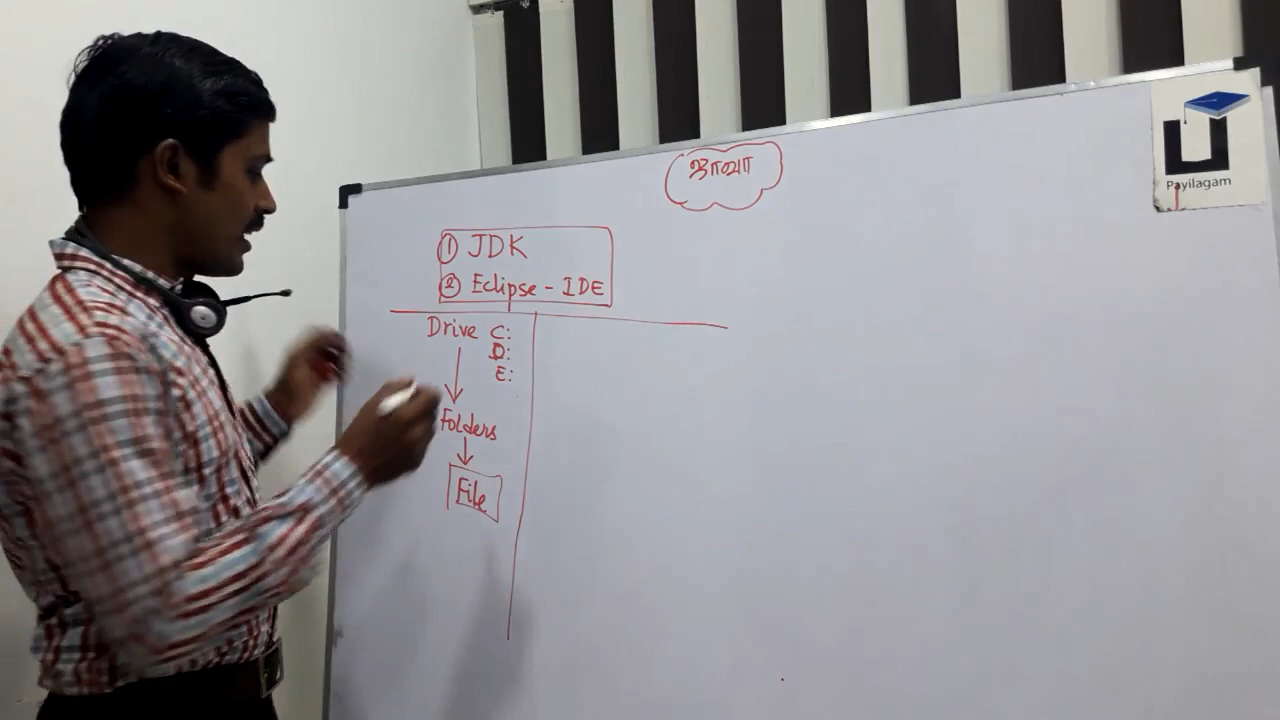 ஜாவா
Payilagam
① JDK
② Eclipse - IDE
Drive C:
D:
E:
Folders
File